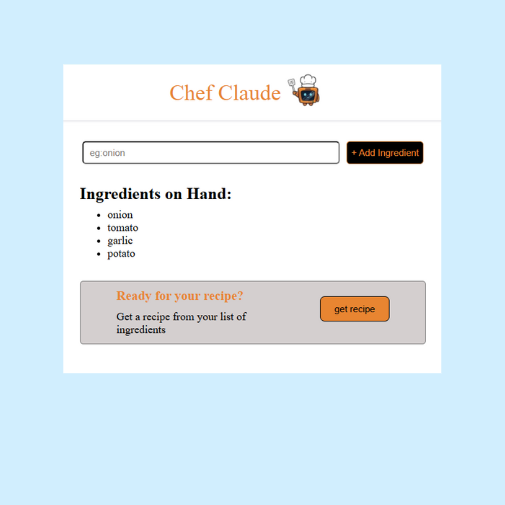 Chef Claude
eg:onion
+ Add Ingredient
Ingredients on Hand:
onion
tomato
garlic
potato
Ready for your recipe?
Get a recipe from your list of
ingredients
get recipe